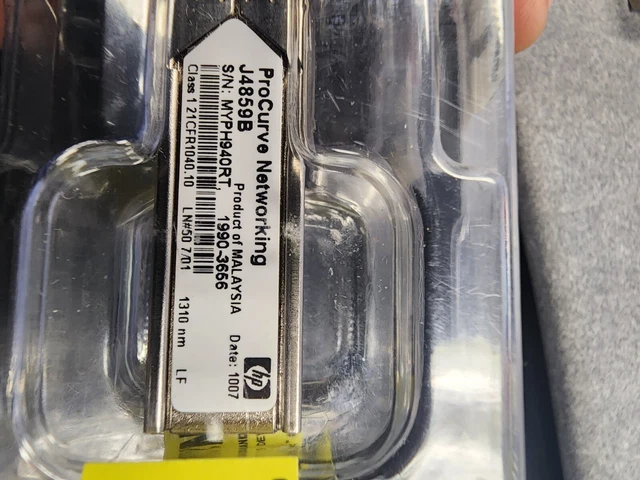 ProCurve Networking
J4859B
Product of MALAYSIA
Date: 1007
S/N: MYPH940RT,
1990-3656
Class 1 21CFR1040.10
LN#50 7/01
1310 nm
LF
hp